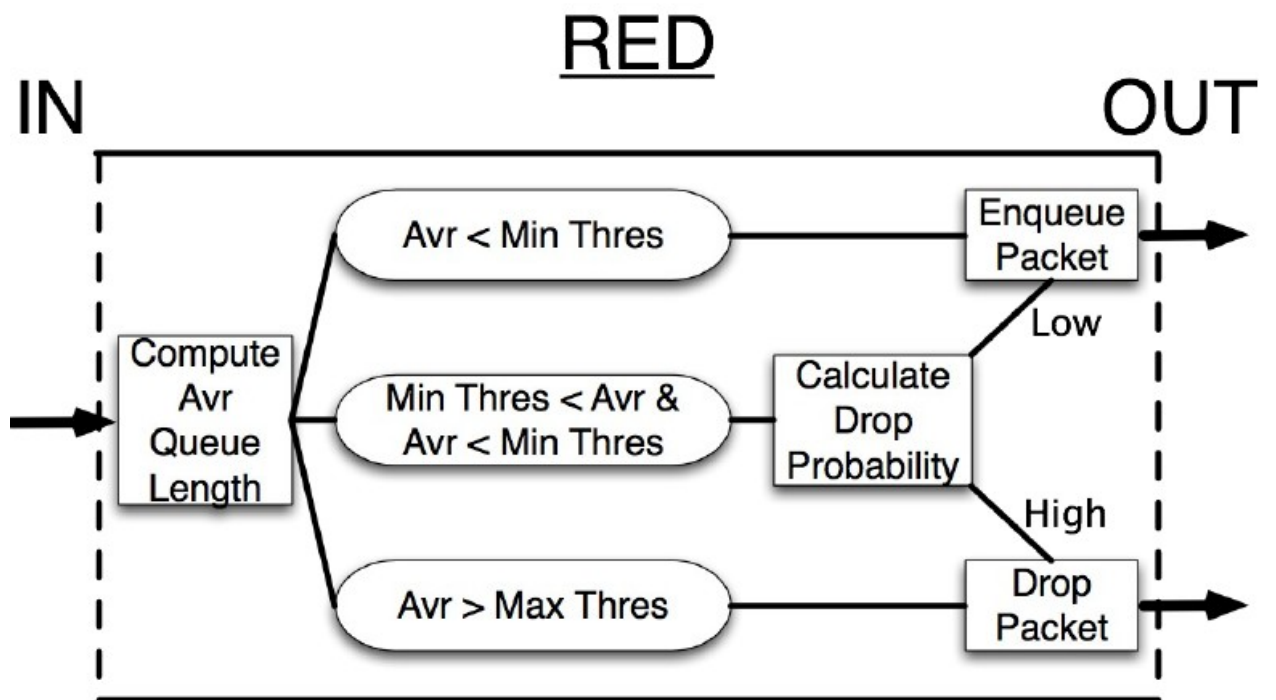 RED
IN
OUT
Compute
Avr
Queue
Length
Avr < Min Thres
Min Thres < Avr &
Avr < Min Thres
Avr > Max Thres
Calculate
Drop
Probability
Low
High
Enqueue
Packet
Drop
Packet